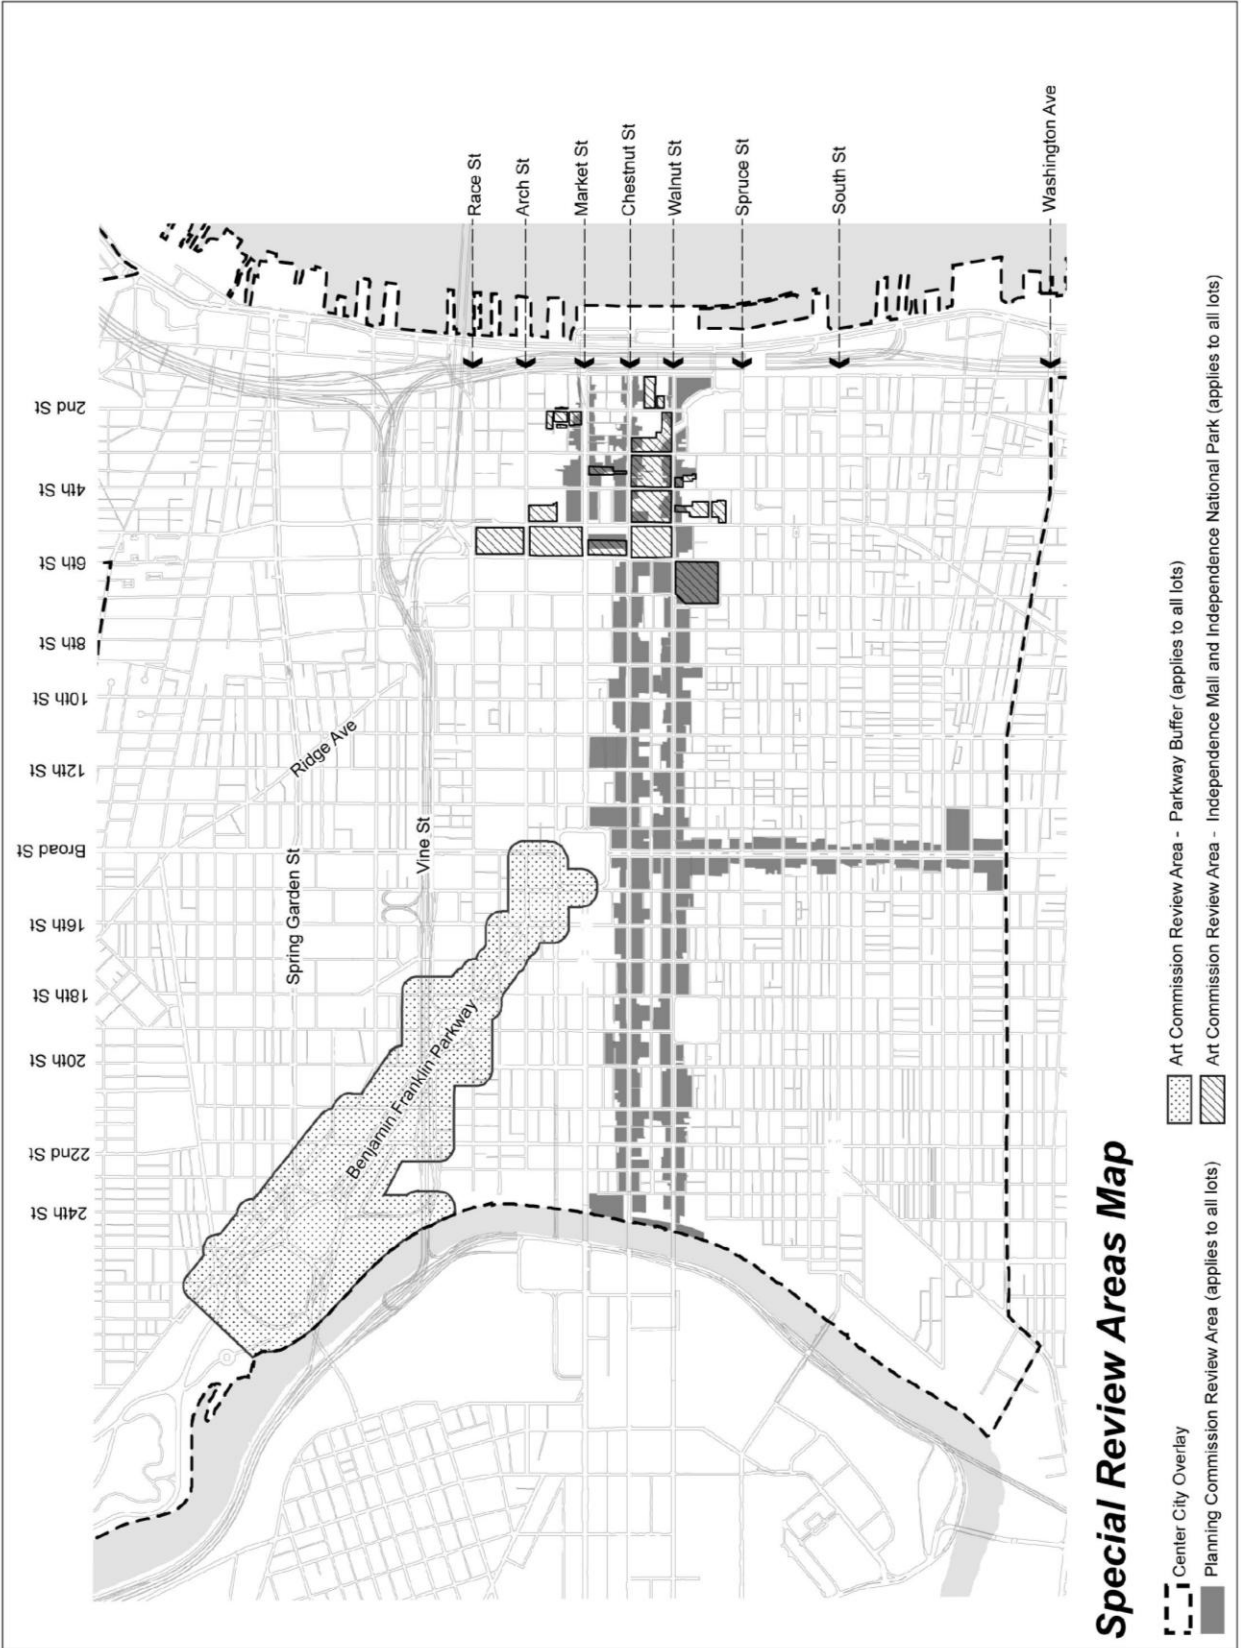 2nd St
4th St
6th St
8th St
10th St
12th St
Broad St
16th St
18th St
20th St
22nd St
24th St
Spring Garden St
Ridge Ave
Vine St
Benjamin Franklin Parkway
Race St
Arch St
Market St
Chestnut St
Walnut St
Spruce St
South St
Washington Ave
Special Review Areas Map
Center City Overlay
Planning Commission Review Area (applies to all lots)
Art Commission Review Area - Parkway Buffer (applies to all lots)
Art Commission Review Area - Independence Mall and Independence National Park (applies to all lots)